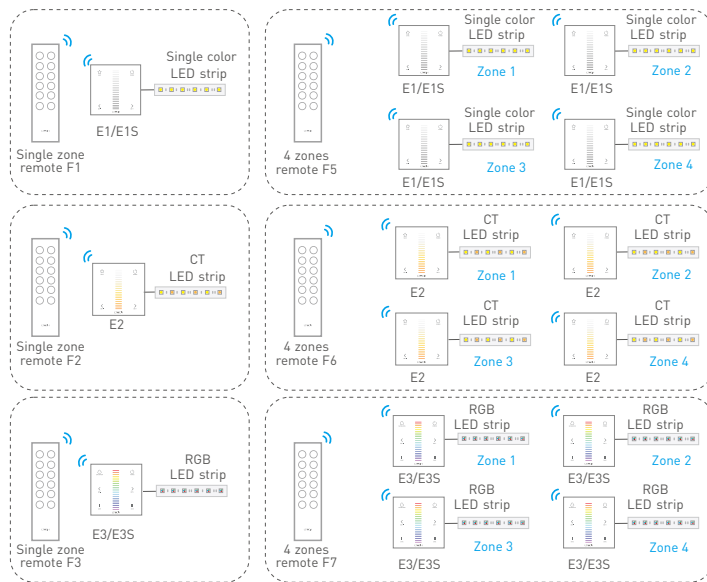 Single color
LED strip
E1/E1S
Single zone
remote F1
Single color
LED strip
Zone 1
E1/E1S
Single color
LED strip
Zone 2
E1/E1S
Single color
LED strip
Zone 3
E1/E1S
Single color
LED strip
Zone 4
E1/E1S
4 zones
remote F5
CT
LED strip
E2
Single zone
remote F2
CT
LED strip
Zone 1
E2
CT
LED strip
Zone 2
E2
CT
LED strip
Zone 3
E2
CT
LED strip
Zone 4
E2
4 zones
remote F6
RGB
LED strip
E3/E3S
Single zone
remote F3
RGB
LED strip
Zone 1
E3/E3S
RGB
LED strip
Zone 2
E3/E3S
RGB
LED strip
Zone 3
E3/E3S
RGB
LED strip
Zone 4
E3/E3S
4 zones
remote F7